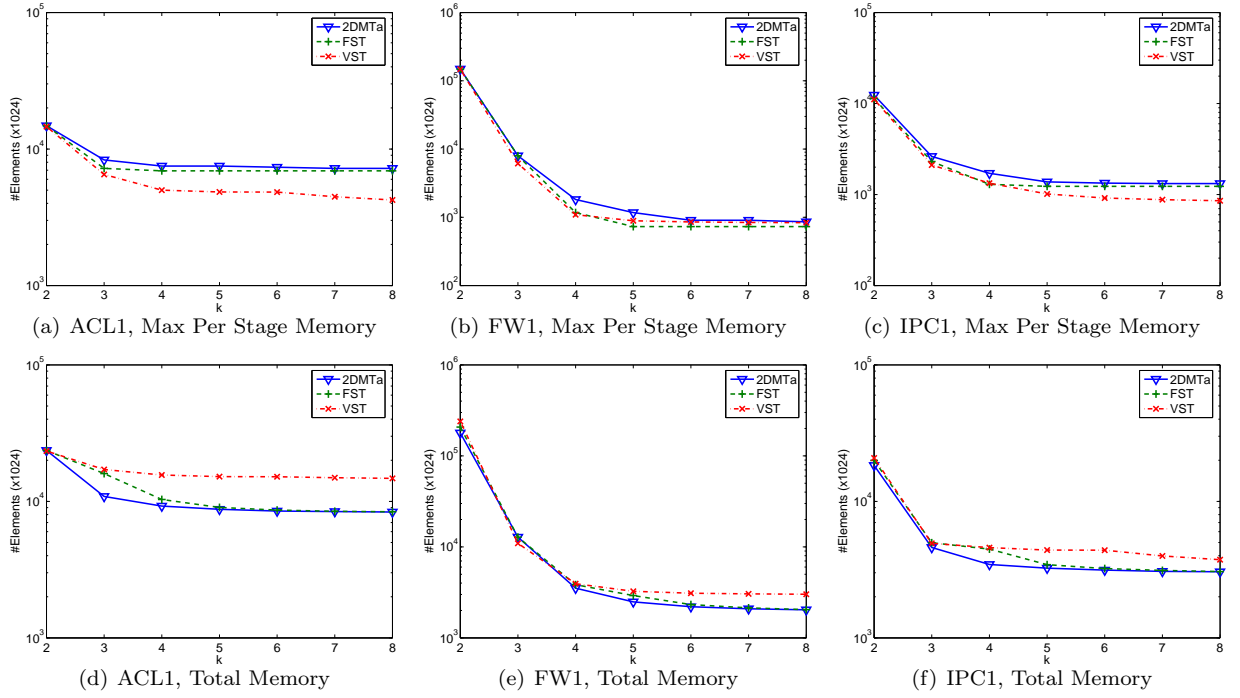 10^5
10^4
10^3
#Elements (x1024)
2 3 4 5 6 7 8
k
2DMTa
FST
VST
(a) ACL1, Max Per Stage Memory
10^6
10^5
10^4
10^3
10^2
#Elements (x1024)
2 3 4 5 6 7 8
k
2DMTa
FST
VST
(b) FW1, Max Per Stage Memory
10^5
10^4
10^3
10^2
#Elements (x1024)
2 3 4 5 6 7 8
k
2DMTa
FST
VST
(c) IPC1, Max Per Stage Memory
10^5
10^4
10^3
#Elements (x1024)
2 3 4 5 6 7 8
k
2DMTa
FST
VST
(d) ACL1, Total Memory
10^6
10^5
10^4
10^3
#Elements (x1024)
2 3 4 5 6 7 8
k
2DMTa
FST
VST
(e) FW1, Total Memory
10^5
10^4
10^3
#Elements (x1024)
2 3 4 5 6 7 8
k
2DMTa
FST
VST
(f) IPC1, Total Memory